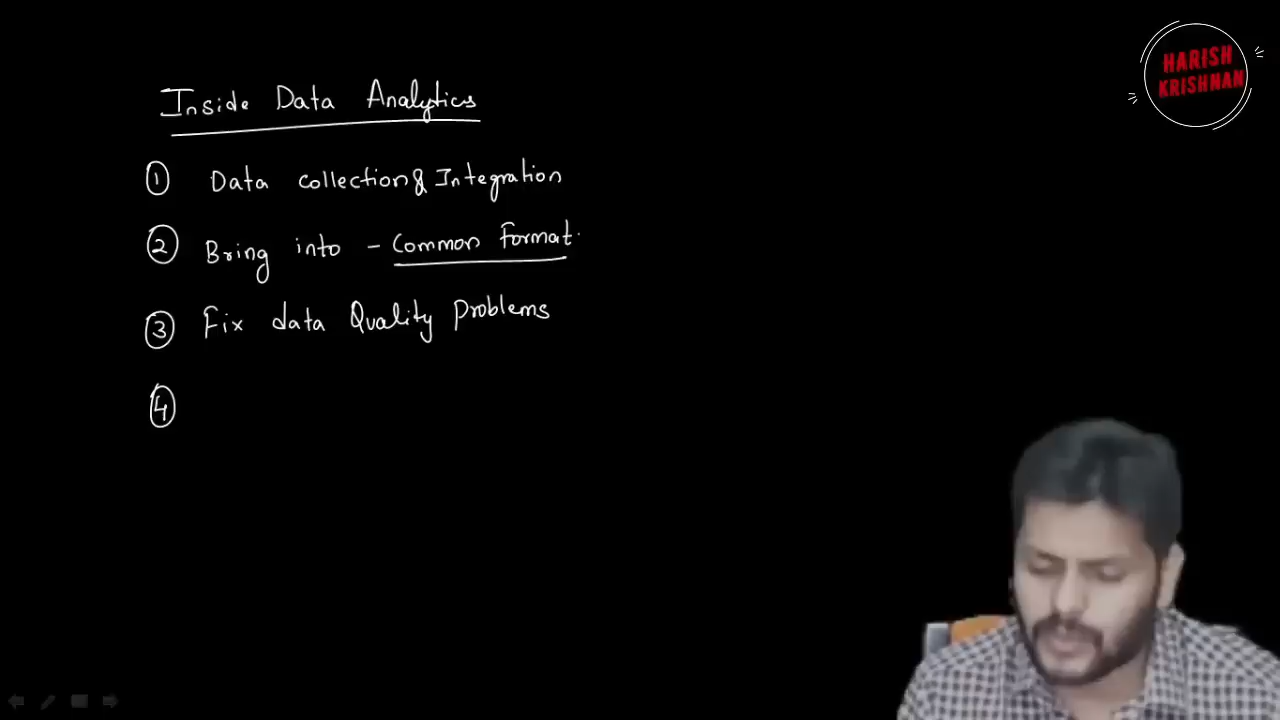 HARISH
KRISHNAN
Inside Data Analytics
① Data collection & Integration
② Bring into - Common Format.
③ Fix data Quality Problems
④